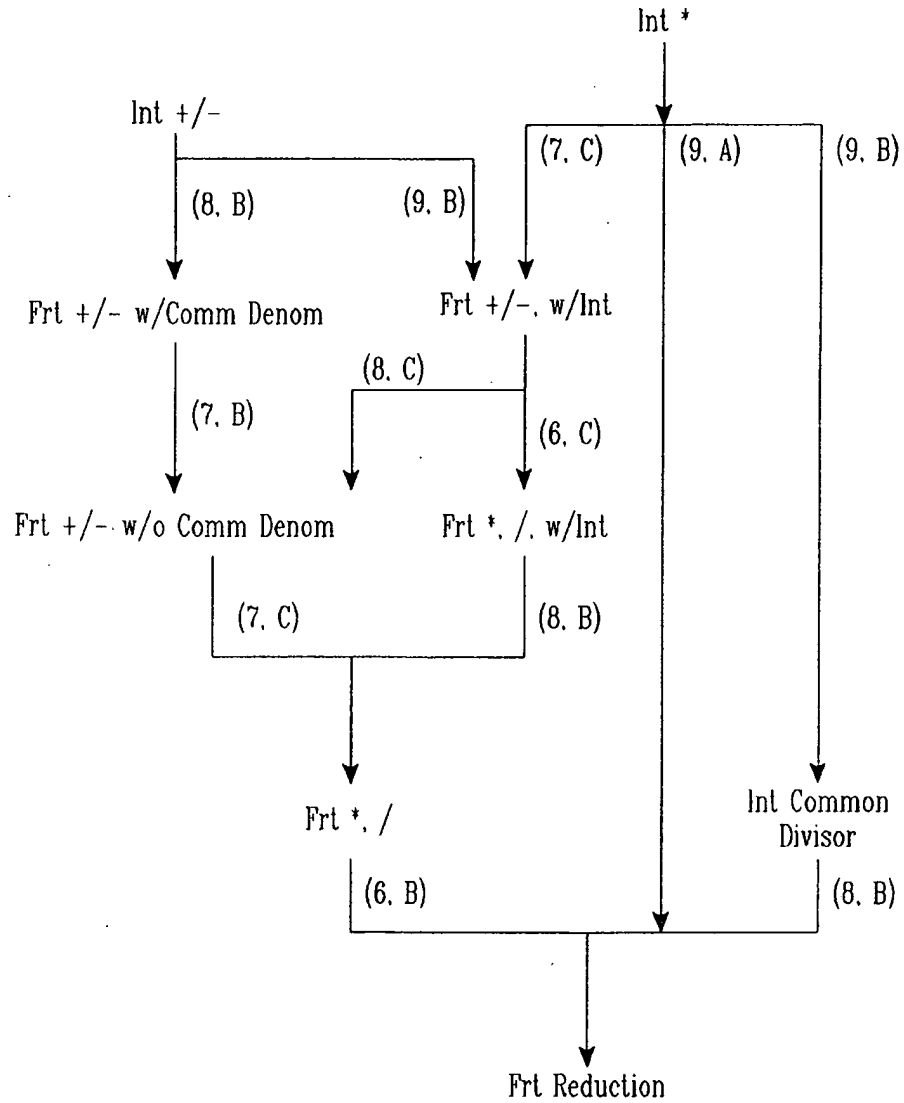 Int *
Int +/-
(7, C)
(9, A)
(9, B)
(8, B)
(9, B)
Frt +/- w/Comm Denom
Frt +/-, w/Int
(8, C)
(7, B)
(6, C)
Frt +/- w/o Comm Denom
Frt *, /, w/Int
(7, C)
(8, B)
Int Common
Divisor
Frt *, /
(6, B)
(8, B)
Frt Reduction